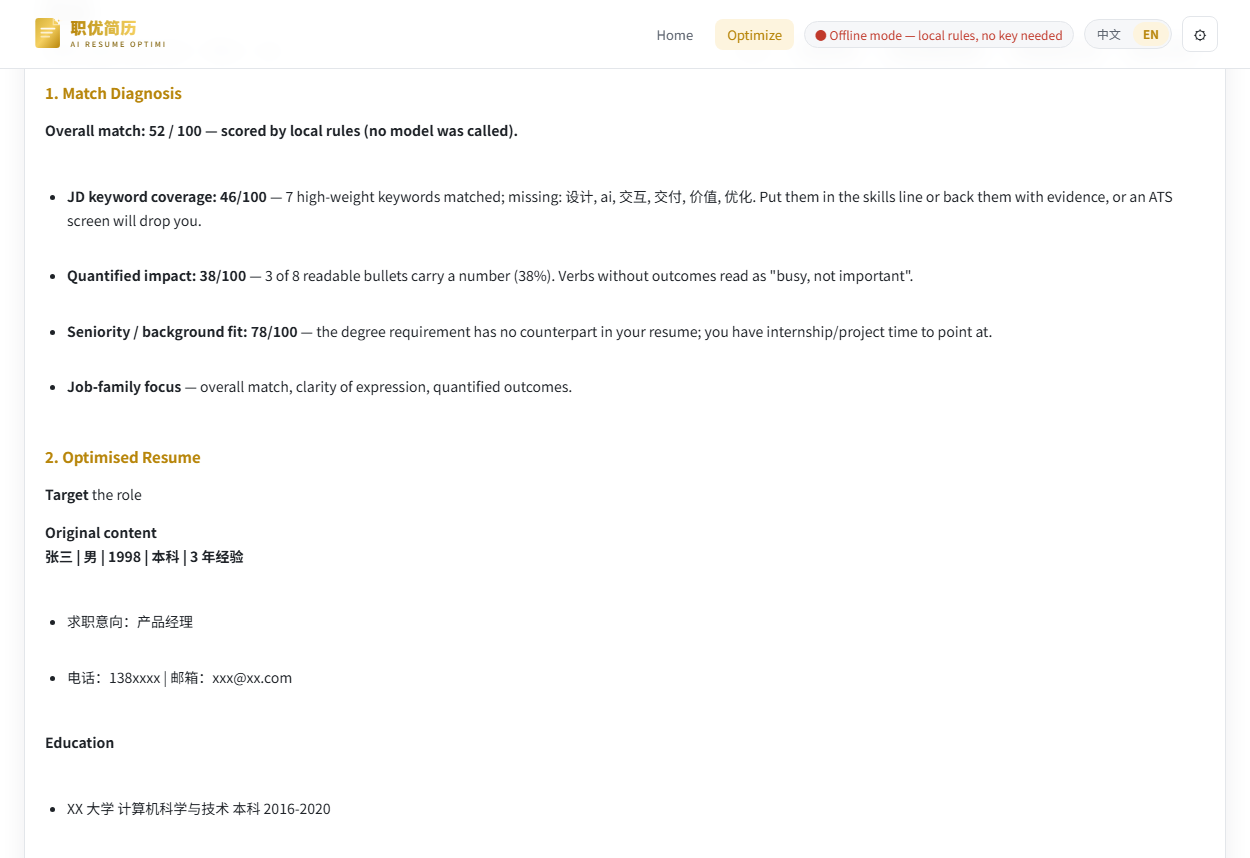 职优简历
AI RESUME OPTIMI
Home
Optimize
Offline mode — local rules, no key needed
中文
EN
1. Match Diagnosis
Overall match: 52 / 100 — scored by local rules (no model was called).
JD keyword coverage: 46/100 — 7 high-weight keywords matched; missing: 设计, ai, 交互, 交付, 价值, 优化. Put them in the skills line or back them with evidence, or an ATS
screen will drop you.
Quantified impact: 38/100 — 3 of 8 readable bullets carry a number (38%). Verbs without outcomes read as "busy, not important".
Seniority / background fit: 78/100 — the degree requirement has no counterpart in your resume; you have internship/project time to point at.
Job-family focus — overall match, clarity of expression, quantified outcomes.
2. Optimised Resume
Target the role
Original content
张三 | 男 | 1998 | 本科 | 3 年经验
求职意向：产品经理
电话：138xxxx | 邮箱：xxx@xx.com
Education
XX 大学 计算机科学与技术 本科 2016-2020